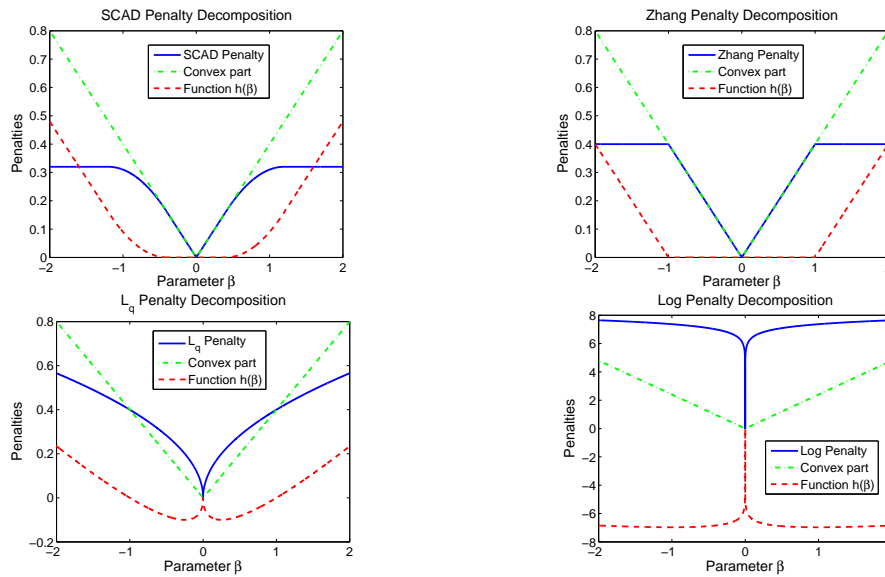 SCAD Penalty Decomposition
0.8
0.7
0.6
0.5
0.4
0.3
0.2
0.1
0
Penalties
SCAD Penalty
Convex part
Function h(β)
−2 −1 0 1 2
Parameter β
Zhang Penalty Decomposition
0.8
0.7
0.6
0.5
0.4
0.3
0.2
0.1
0
Penalties
Zhang Penalty
Convex part
Function h(β)
−2 −1 0 1
Parameter β
L_q Penalty Decomposition
0.8
0.6
0.4
0.2
0
−0.2
Penalties
L_q Penalty
Convex part
Function h(β)
−2 −1 0 1 2
Parameter β
Log Penalty Decomposition
8
6
4
2
0
−2
−4
−6
−8
Penalties
Log Penalty
Convex part
Function h(β)
−2 −1 0 1
Parameter β